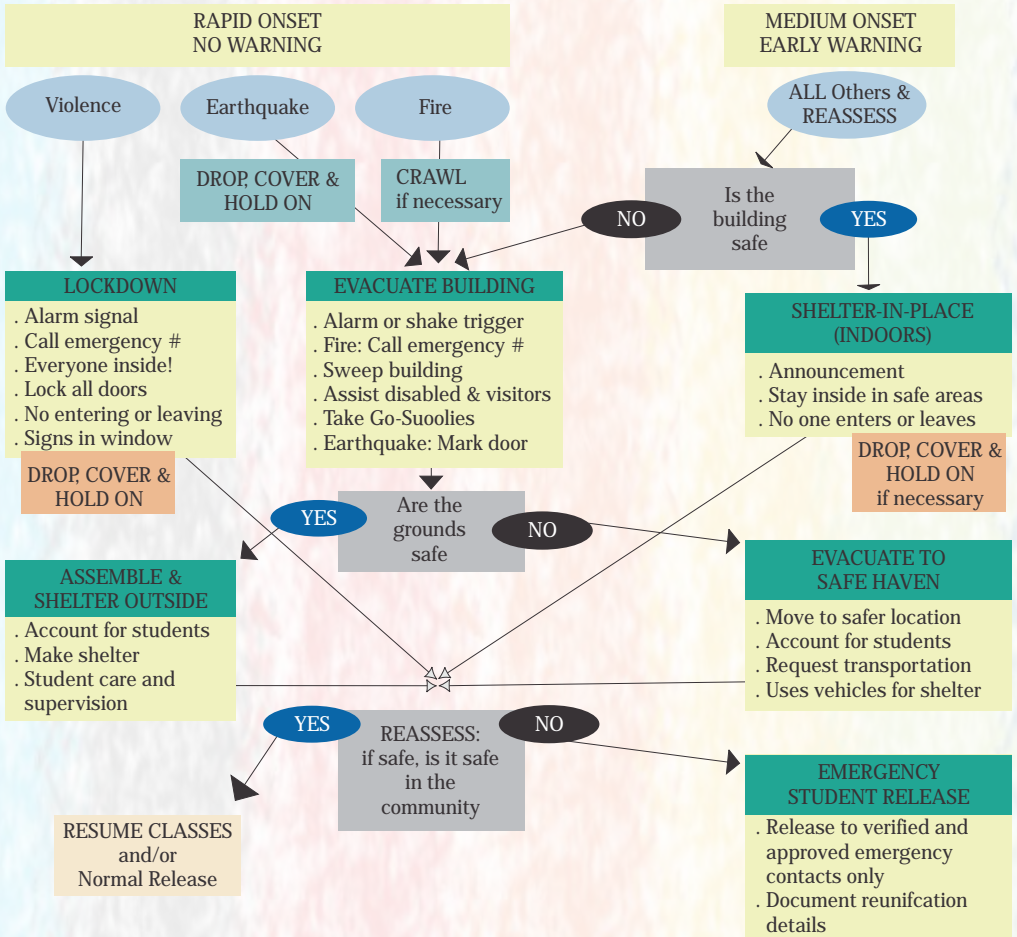 RAPID ONSET
NO WARNING
MEDIUM ONSET
EARLY WARNING
Violence
Earthquake
Fire
ALL Others &
REASSESS
DROP, COVER &
HOLD ON
CRAWL
if necessary
Is the
building
safe
NO
YES
LOCKDOWN
. Alarm signal
. Call emergency #
. Everyone inside!
. Lock all doors
. No entering or leaving
. Signs in window
DROP, COVER &
HOLD ON
EVACUATE BUILDING
. Alarm or shake trigger
. Fire: Call emergency #
. Sweep building
. Assist disabled & visitors
. Take Go-Suoolies
. Earthquake: Mark door
SHELTER-IN-PLACE
(INDOORS)
. Announcement
. Stay inside in safe areas
. No one enters or leaves
DROP, COVER &
HOLD ON
if necessary
YES
Are the
grounds
safe
NO
ASSEMBLE &
SHELTER OUTSIDE
. Account for students
. Make shelter
. Student care and
supervision
EVACUATE TO
SAFE HAVEN
. Move to safer location
. Account for students
. Request transportation
. Uses vehicles for shelter
YES
REASSESS:
if safe, is it safe
in the
community
NO
RESUME CLASSES
and/or
Normal Release
EMERGENCY
STUDENT RELEASE
. Release to verified and
approved emergency
contacts only
. Document reunifcation
details